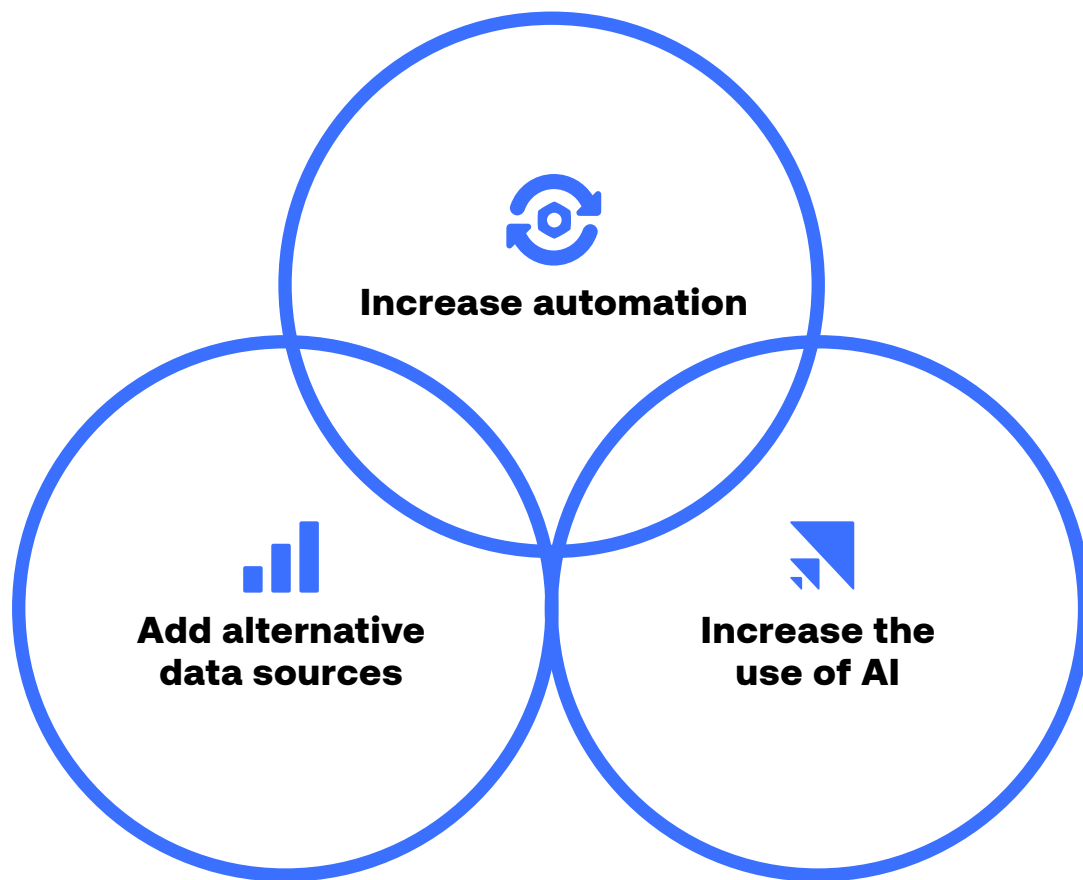 Increase automation
Add alternative
data sources
Increase the
use of AI